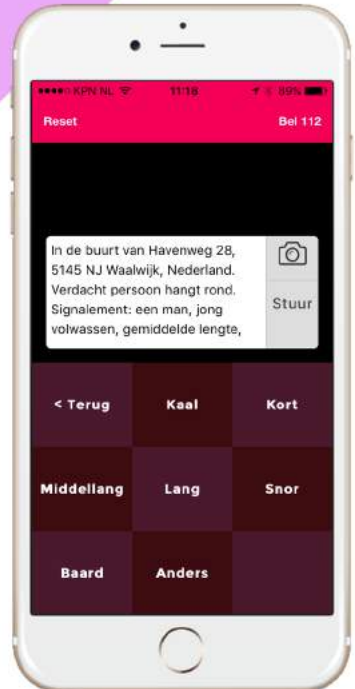 KPN NL 11:16 89%
Reset Bel 112
In de buurt van Havenweg 28,
5145 NJ Waalwijk, Nederland.
Verdacht persoon hangt rond.
Signalement: een man, jong
volwassen, gemiddelde lengte,
Stuur
< Terug Kaal Kort
Middellang Lang Snor
Baard Anders